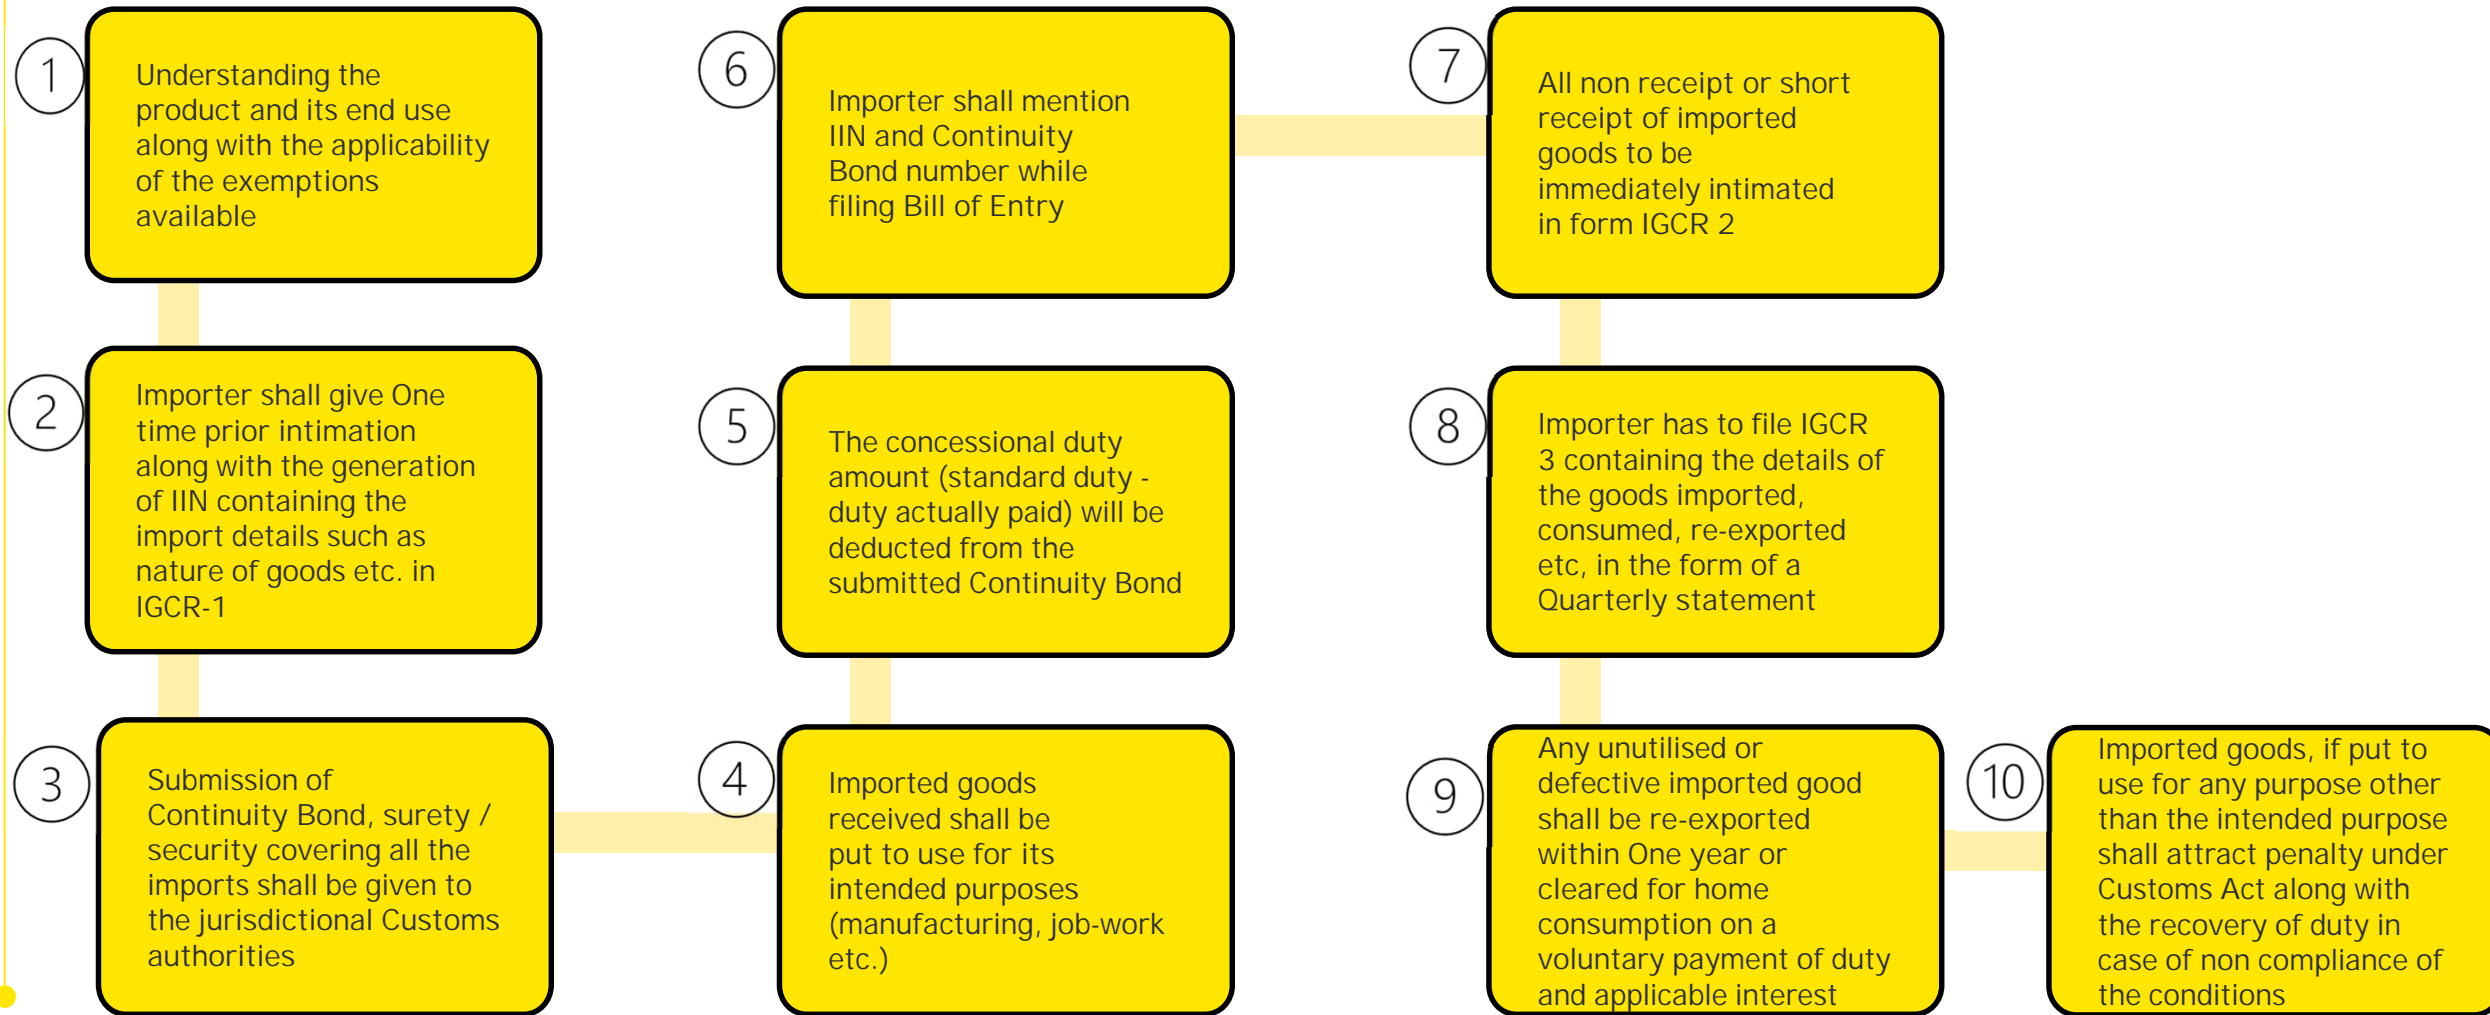 1
Understanding the
product and its end use
along with the applicability
of the exemptions
available
2
Importer shall give One
time prior intimation
along with the generation
of IIN containing the
import details such as
nature of goods etc. in
IGCR-1
3
Submission of
Continuity Bond, surety /
security covering all the
imports shall be given to
the jurisdictional Customs
authorities
4
Imported goods
received shall be
put to use for its
intended purposes
(manufacturing, job-work
etc.)
5
The concessional duty
amount (standard duty -
duty actually paid) will be
deducted from the
submitted Continuity Bond
6
Importer shall mention
IIN and Continuity
Bond number while
filing Bill of Entry
7
All non receipt or short
receipt of imported
goods to be
immediately intimated
in form IGCR 2
8
Importer has to file IGCR
3 containing the details of
the goods imported,
consumed, re-exported
etc, in the form of a
Quarterly statement
9
Any unutilised or
defective imported good
shall be re-exported
within One year or
cleared for home
consumption on a
voluntary payment of duty
and applicable interest
10
Imported goods, if put to
use for any purpose other
than the intended purpose
shall attract penalty under
Customs Act along with
the recovery of duty in
case of non compliance of
the conditions